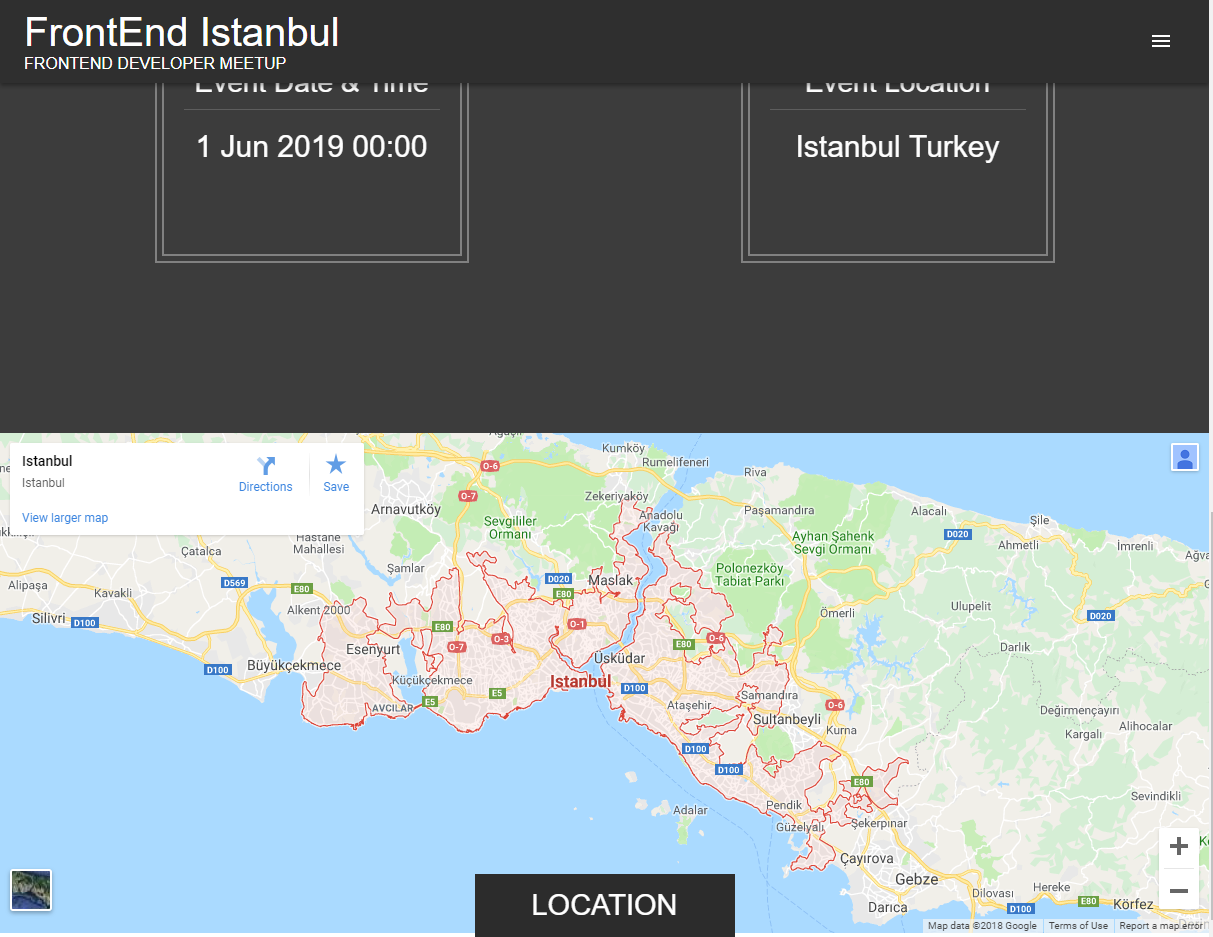 FrontEnd Istanbul
FRONTEND DEVELOPER MEETUP
Event Date & Time
Event Location
1 Jun 2019 00:00
Istanbul Turkey
Istanbul
Istanbul
Directions
Save
View larger map
Kumköy
Rumelifeneri
Riva
O-6
O-7
Zekeriyaköy
Arnavutköy
Anadolu
Kavağı
Paşamandıra
Alacalı
Şile
Sevgililer
Ormanı
Hastane
Mahallesi
Ayhan Şahenk
Sevgi Ormanı
D020
Ahmetli
İmrenli
Çatalca
Şamlar
Polonezköy
Tabiat Parkı
Alipaşa
D569
E80
Kavakli
D020
E80
Maslak
Alkent 2000
Ömerli
Ulupelit
D020
Silivri
D100
E80
O-1
O-3
O-7
E80
O-6
Darlık
Esenyurt
Üsküdar
D100
Büyükçekmece
Küçükçekmece
Istanbul
D100
E5
E5
AVCILAR
Ataşehir
Samandıra
O-6
Sultanbeyli
Kurna
Değirmençayırı
Alihocalar
Kargalı
D100
D100
E80
Sevindikli
Adalar
Pendik
Güzelyalı
Şekerpınar
Çayırova
Gebze
Dilovası
Hereke
Körfez
Darıca
D100
E80
LOCATION
Map data ©2018 Google
Terms of Use
Report a map error